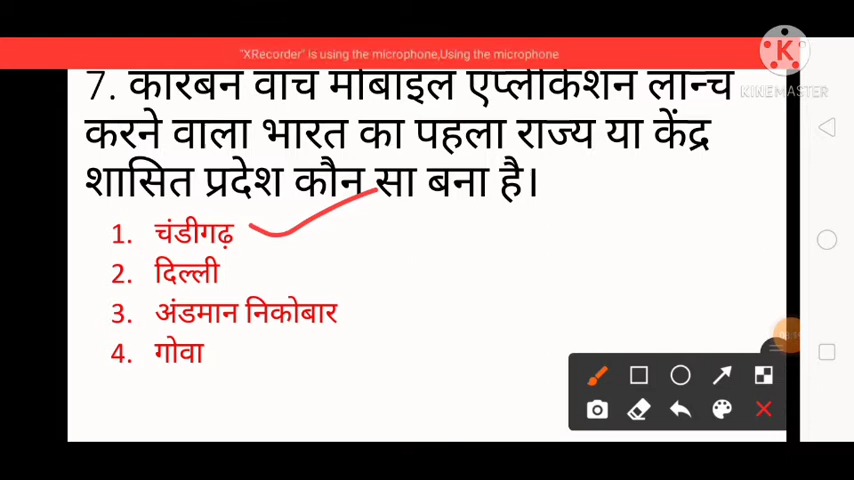 "XRecorder" is using the microphone,Using the microphone
KINEMASTER
7. कार्बन वॉच मोबाइल एप्लीकेशन लॉन्च
करने वाला भारत का पहला राज्य या केंद्र
शासित प्रदेश कौन सा बना है।
1. चंडीगढ़
2. दिल्ली
3. अंडमान निकोबार
4. गोवा